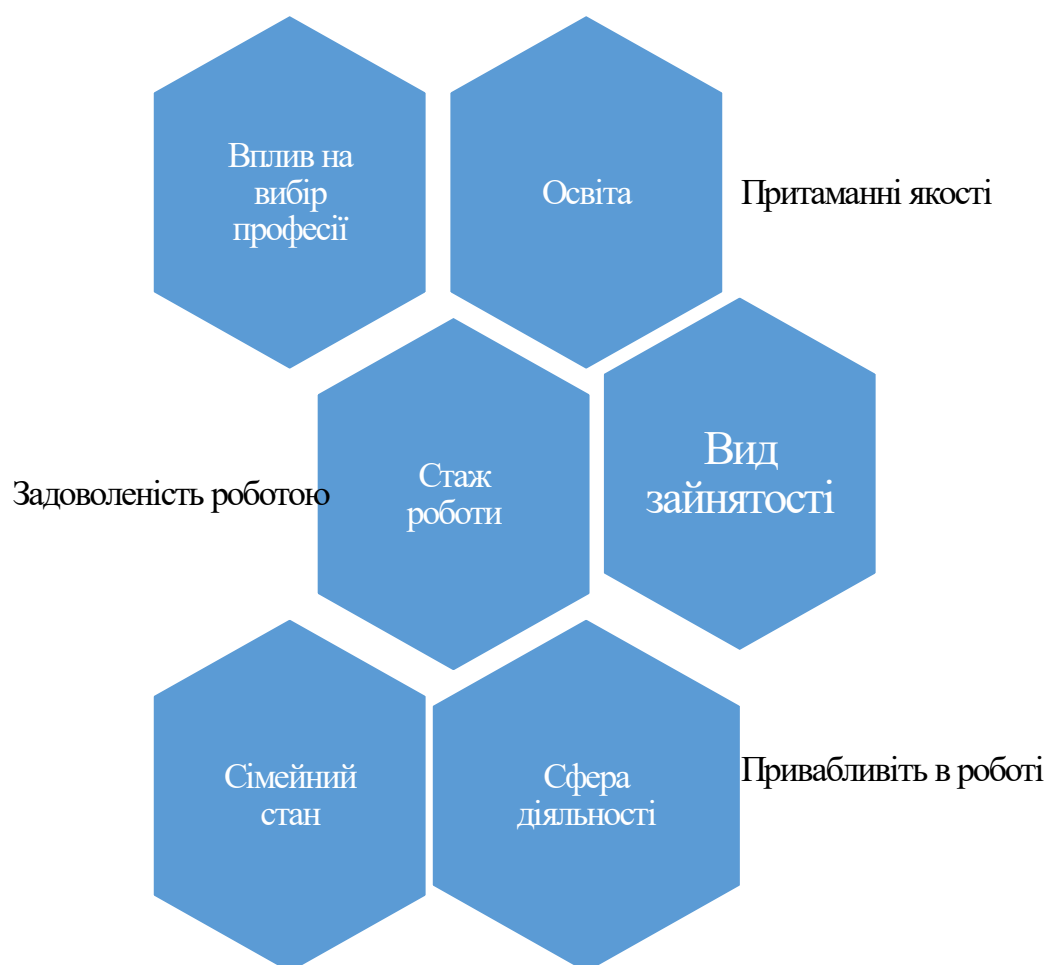 Вплив на
вибір
професії
Освіта
Притаманні якості
Задоволеність роботою
Стаж
роботи
Вид
зайнятості
Сімейний
стан
Сфера
діяльності
Привабливіть в роботі